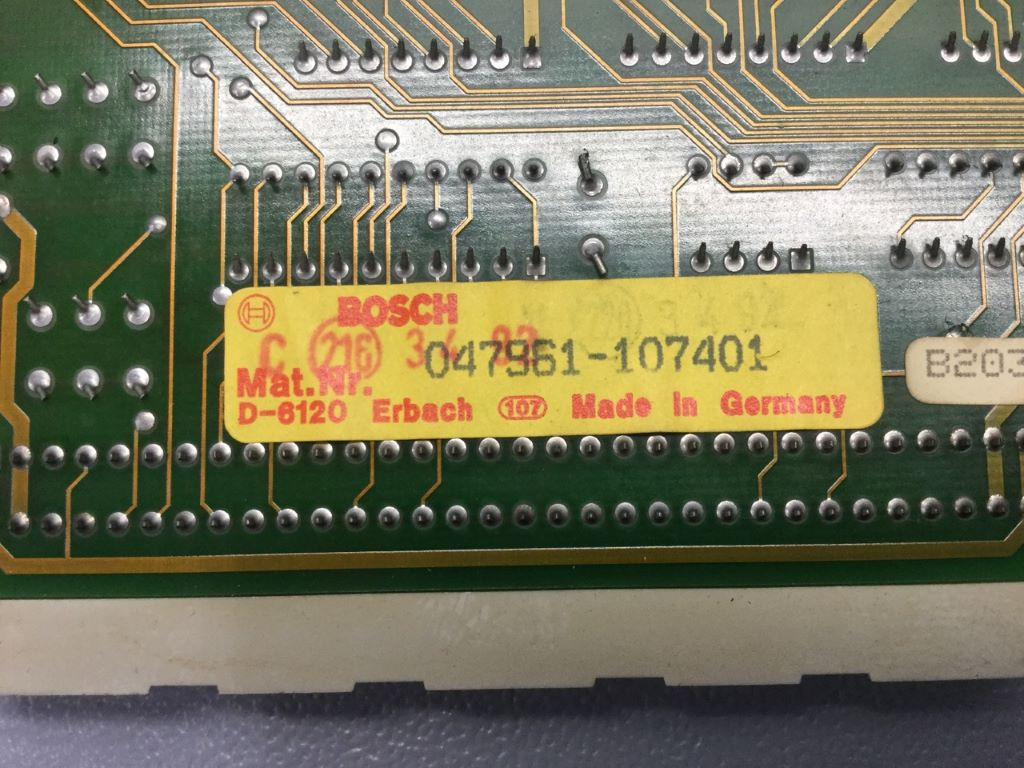 BOSCH
C 216
Mat.Nr. 047961-107401
D-6120 Erbach 107 Made in Germany
B203